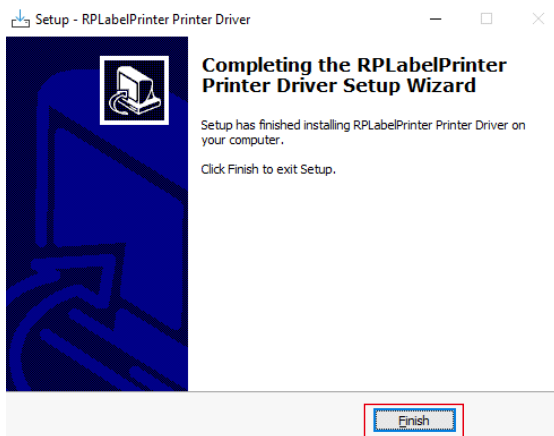 Setup - RPLabelPrinter Printer Driver
Completing the RPLabelPrinter
Printer Driver Setup Wizard
Setup has finished installing RPLabelPrinter Printer Driver on
your computer.
Click Finish to exit Setup.
Finish